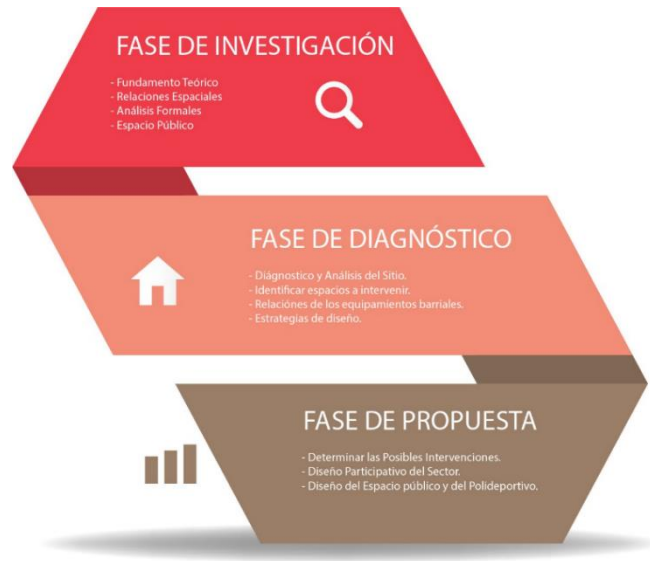 FASE DE INVESTIGACIÓN
- Fundamento Teórico
- Relaciones Espaciales
- Análisis Formales
- Espacio Público
FASE DE DIAGNÓSTICO
- Diágnostico y Análisis del Sitio.
- Identificar espacios a intervenir.
- Relaciónes de los equipamientos barriales.
- Estrategias de diseño.
FASE DE PROPUESTA
- Determinar las Posibles Intervenciones.
- Diseño Participativo del Sector.
- Diseño del Espacio público y del Polideportivo.